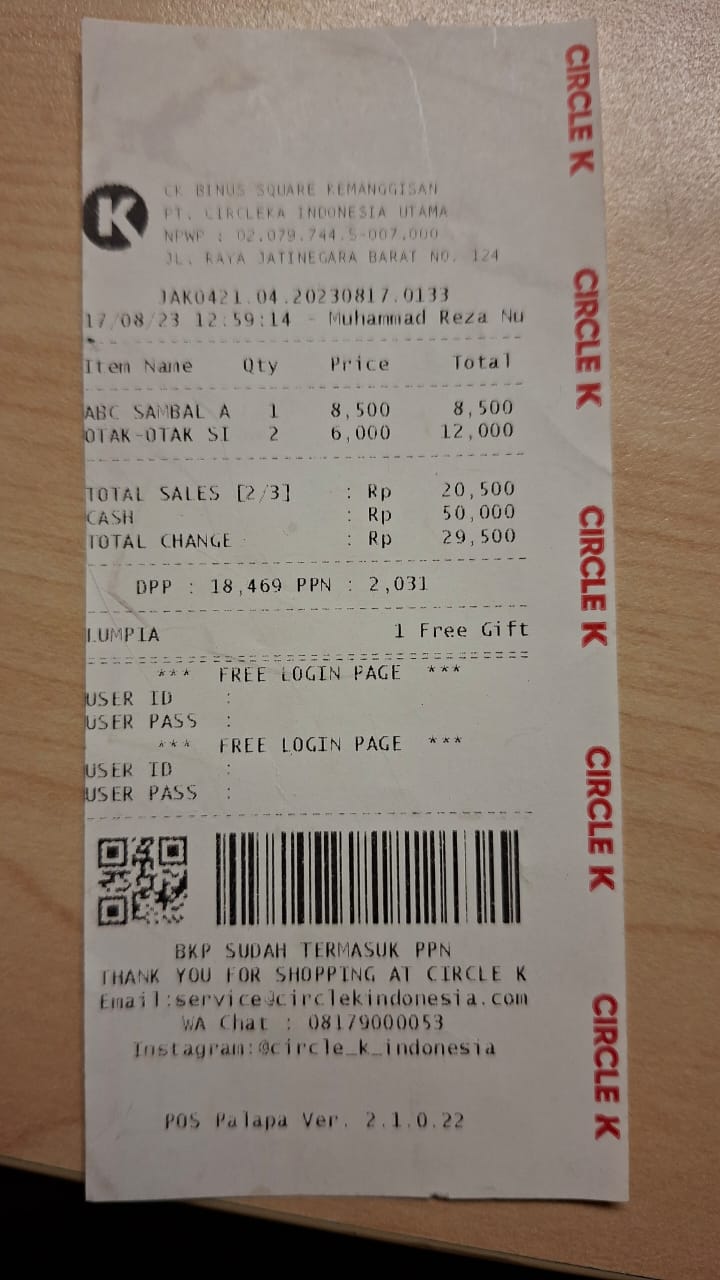 CK BINUS SQUARE KEMANGGISAN
PT. CIRCLEKA INDONESIA UTAMA
NPWP : 02.079.744.5-007.000
JL. RAYA JATINEGARA BARAT NO. 124
JAK0421.04.20230817.0133
17/08/23 12:59:14 - Muhammad Reza Nu
Item Name Qty Price Total
ABC SAMBAL A 1 8,500 8,500
OTAK-OTAK SI 2 6,000 12,000
TOTAL SALES [2/3] : Rp 20,500
CASH : Rp 50,000
TOTAL CHANGE : Rp 29,500
DPP : 18,469 PPN : 2,031
LUMPIA 1 Free Gift
*** FREE LOGIN PAGE ***
USER ID :
USER PASS :
*** FREE LOGIN PAGE ***
USER ID :
USER PASS :
BKP SUDAH TERMASUK PPN
THANK YOU FOR SHOPPING AT CIRCLE K
Email:service@circlekindonesia.com
WA Chat : 08179000053
Instagram:@circle_k_indonesia
POS Palapa Ver. 2.1.0.22
CIRCLE K
CIRCLE K
CIRCLE K
CIRCLE K
CIRCLE K